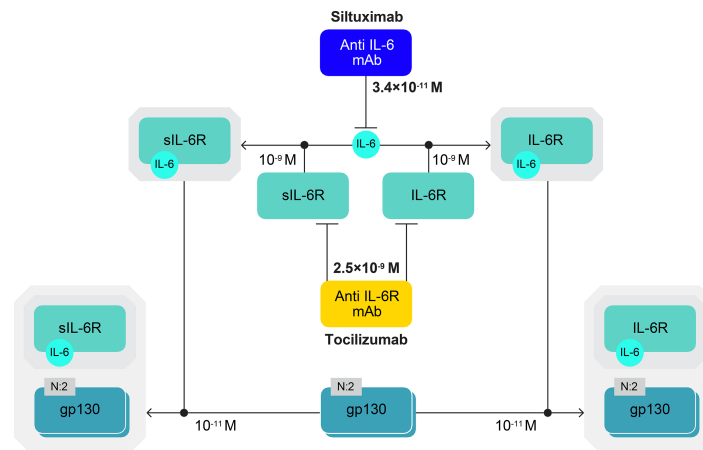 Siltuximab
Anti IL-6
mAb
3.4×10⁻¹¹ M
sIL-6R
IL-6
IL-6
IL-6R
IL-6
10⁻⁹ M
10⁻⁹ M
sIL-6R
IL-6R
2.5×10⁻⁹ M
Anti IL-6R
mAb
Tocilizumab
sIL-6R
IL-6
N:2
gp130
N:2
gp130
IL-6R
IL-6
N:2
gp130
10⁻¹¹ M
10⁻¹¹ M